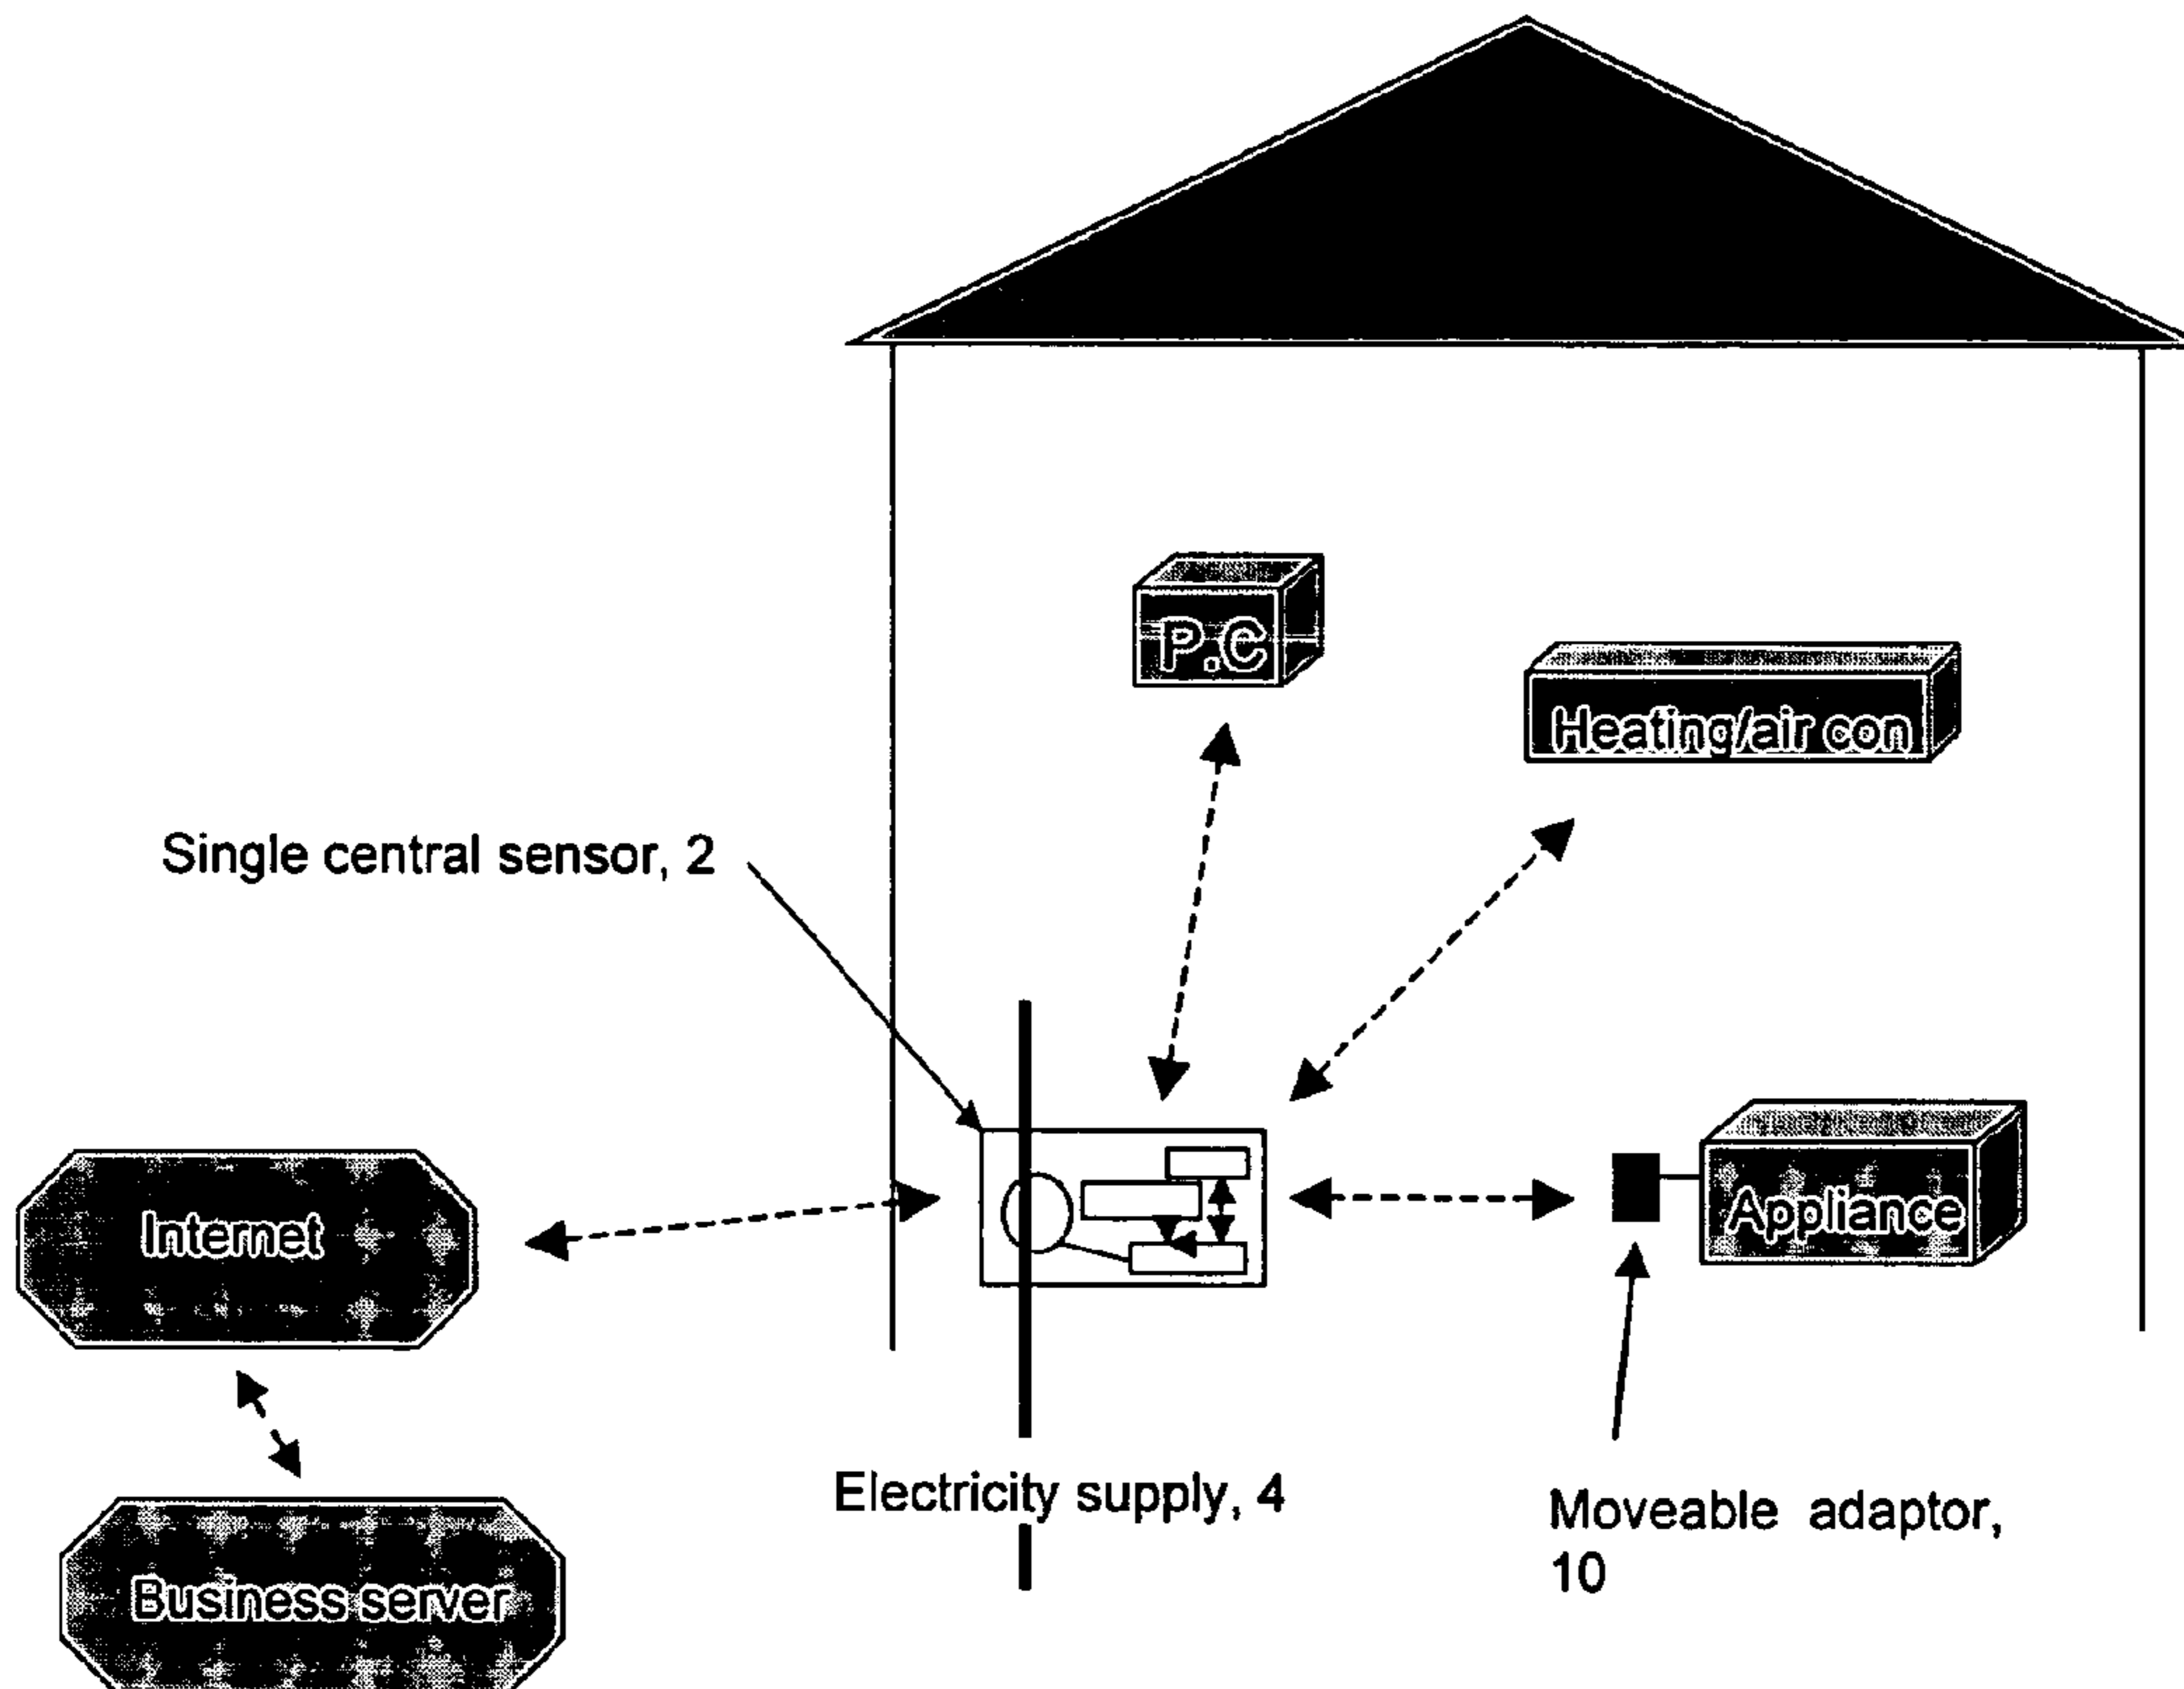 P.C
Heating/air con
Single central sensor, 2
Appliance
Internet
Electricity supply, 4
Moveable adaptor,
10
Business server